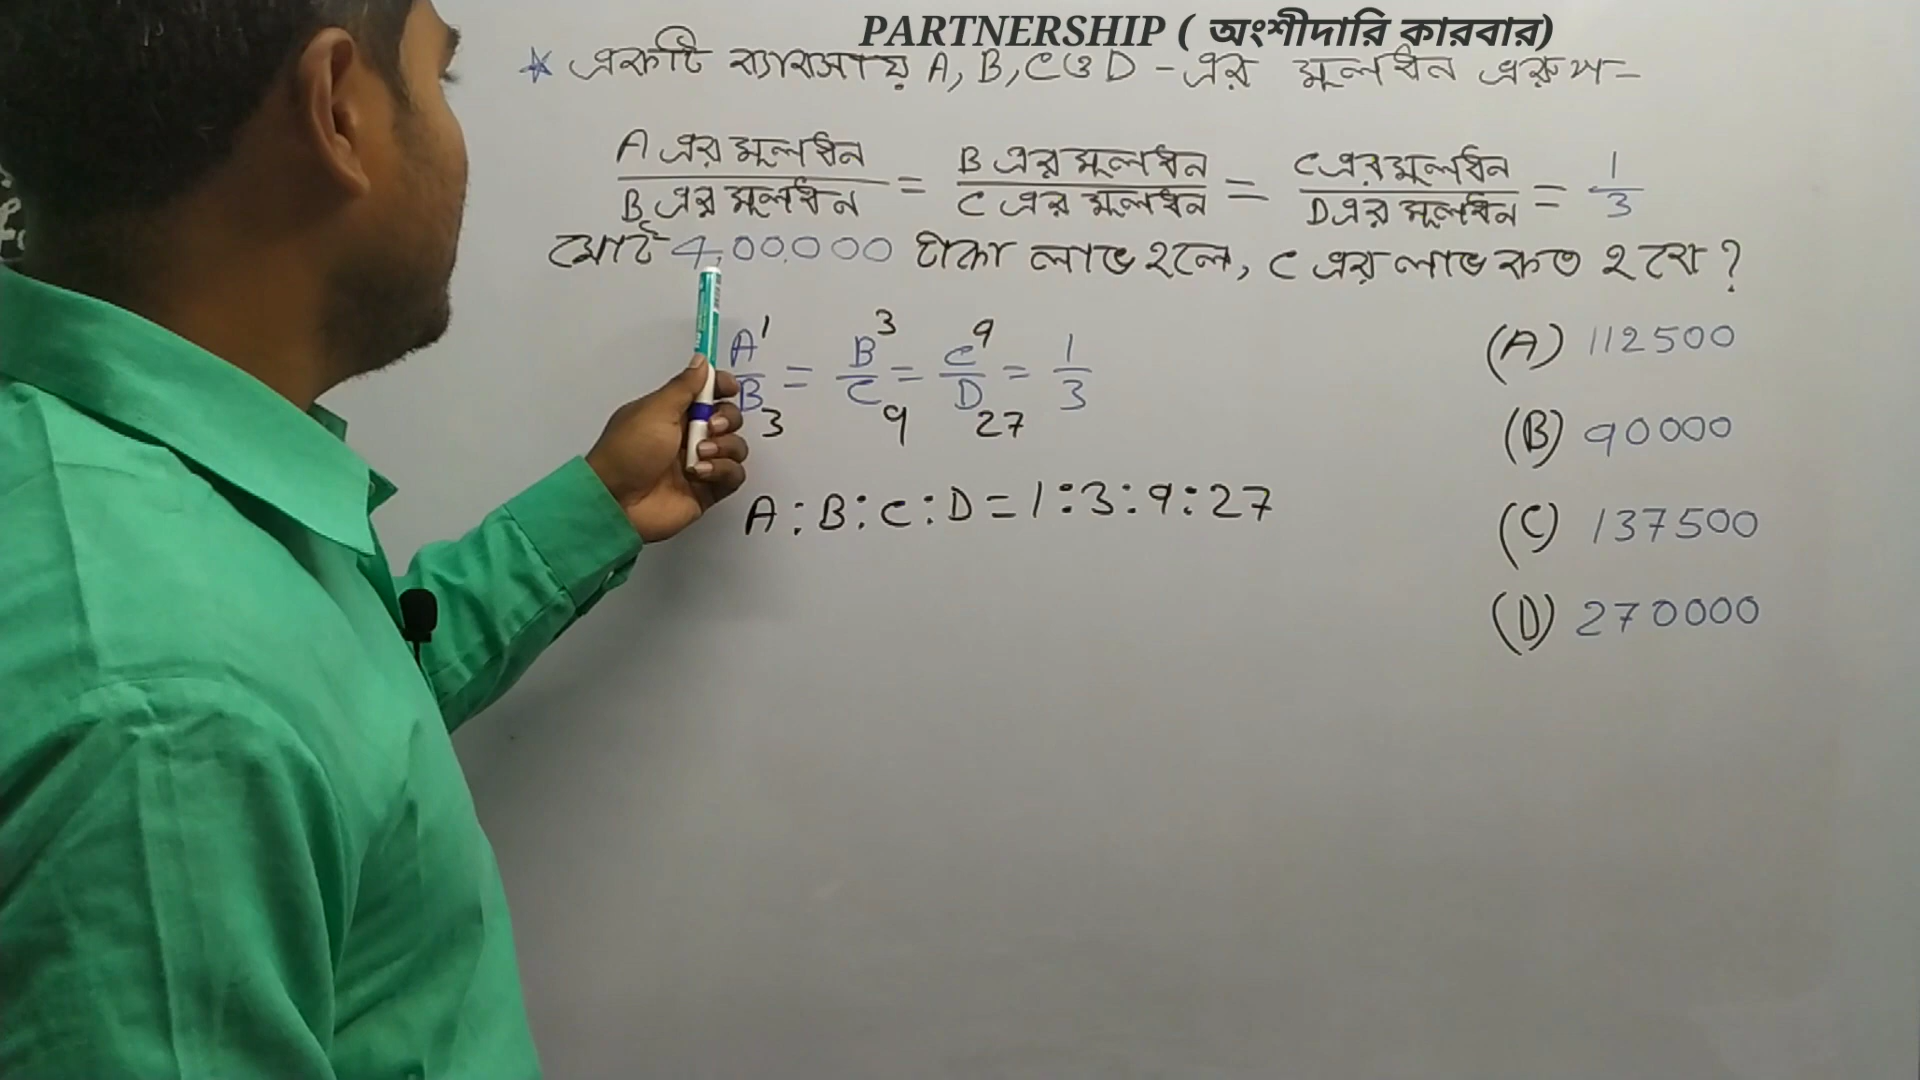 PARTNERSHIP ( অংশীদারি কারবার)
★ একটি ব্যাবসায় A, B, C ও D - এর মূলধন এরুপ -
A এর মূলধন / B এর মূলধন = B এর মূলধন / C এর মূলধন = C এর মূলধন / D এর মূলধন = 1/3
মোট 4,00,000 টাকা লাভ হলে, C এর লাভ কত হবে?
A 1 / B 3 = B 3 / C 9 = C 9 / D 27 = 1/3
A : B : C : D = 1 : 3 : 9 : 27
(A) 112500
(B) 90000
(C) 137500
(D) 270000